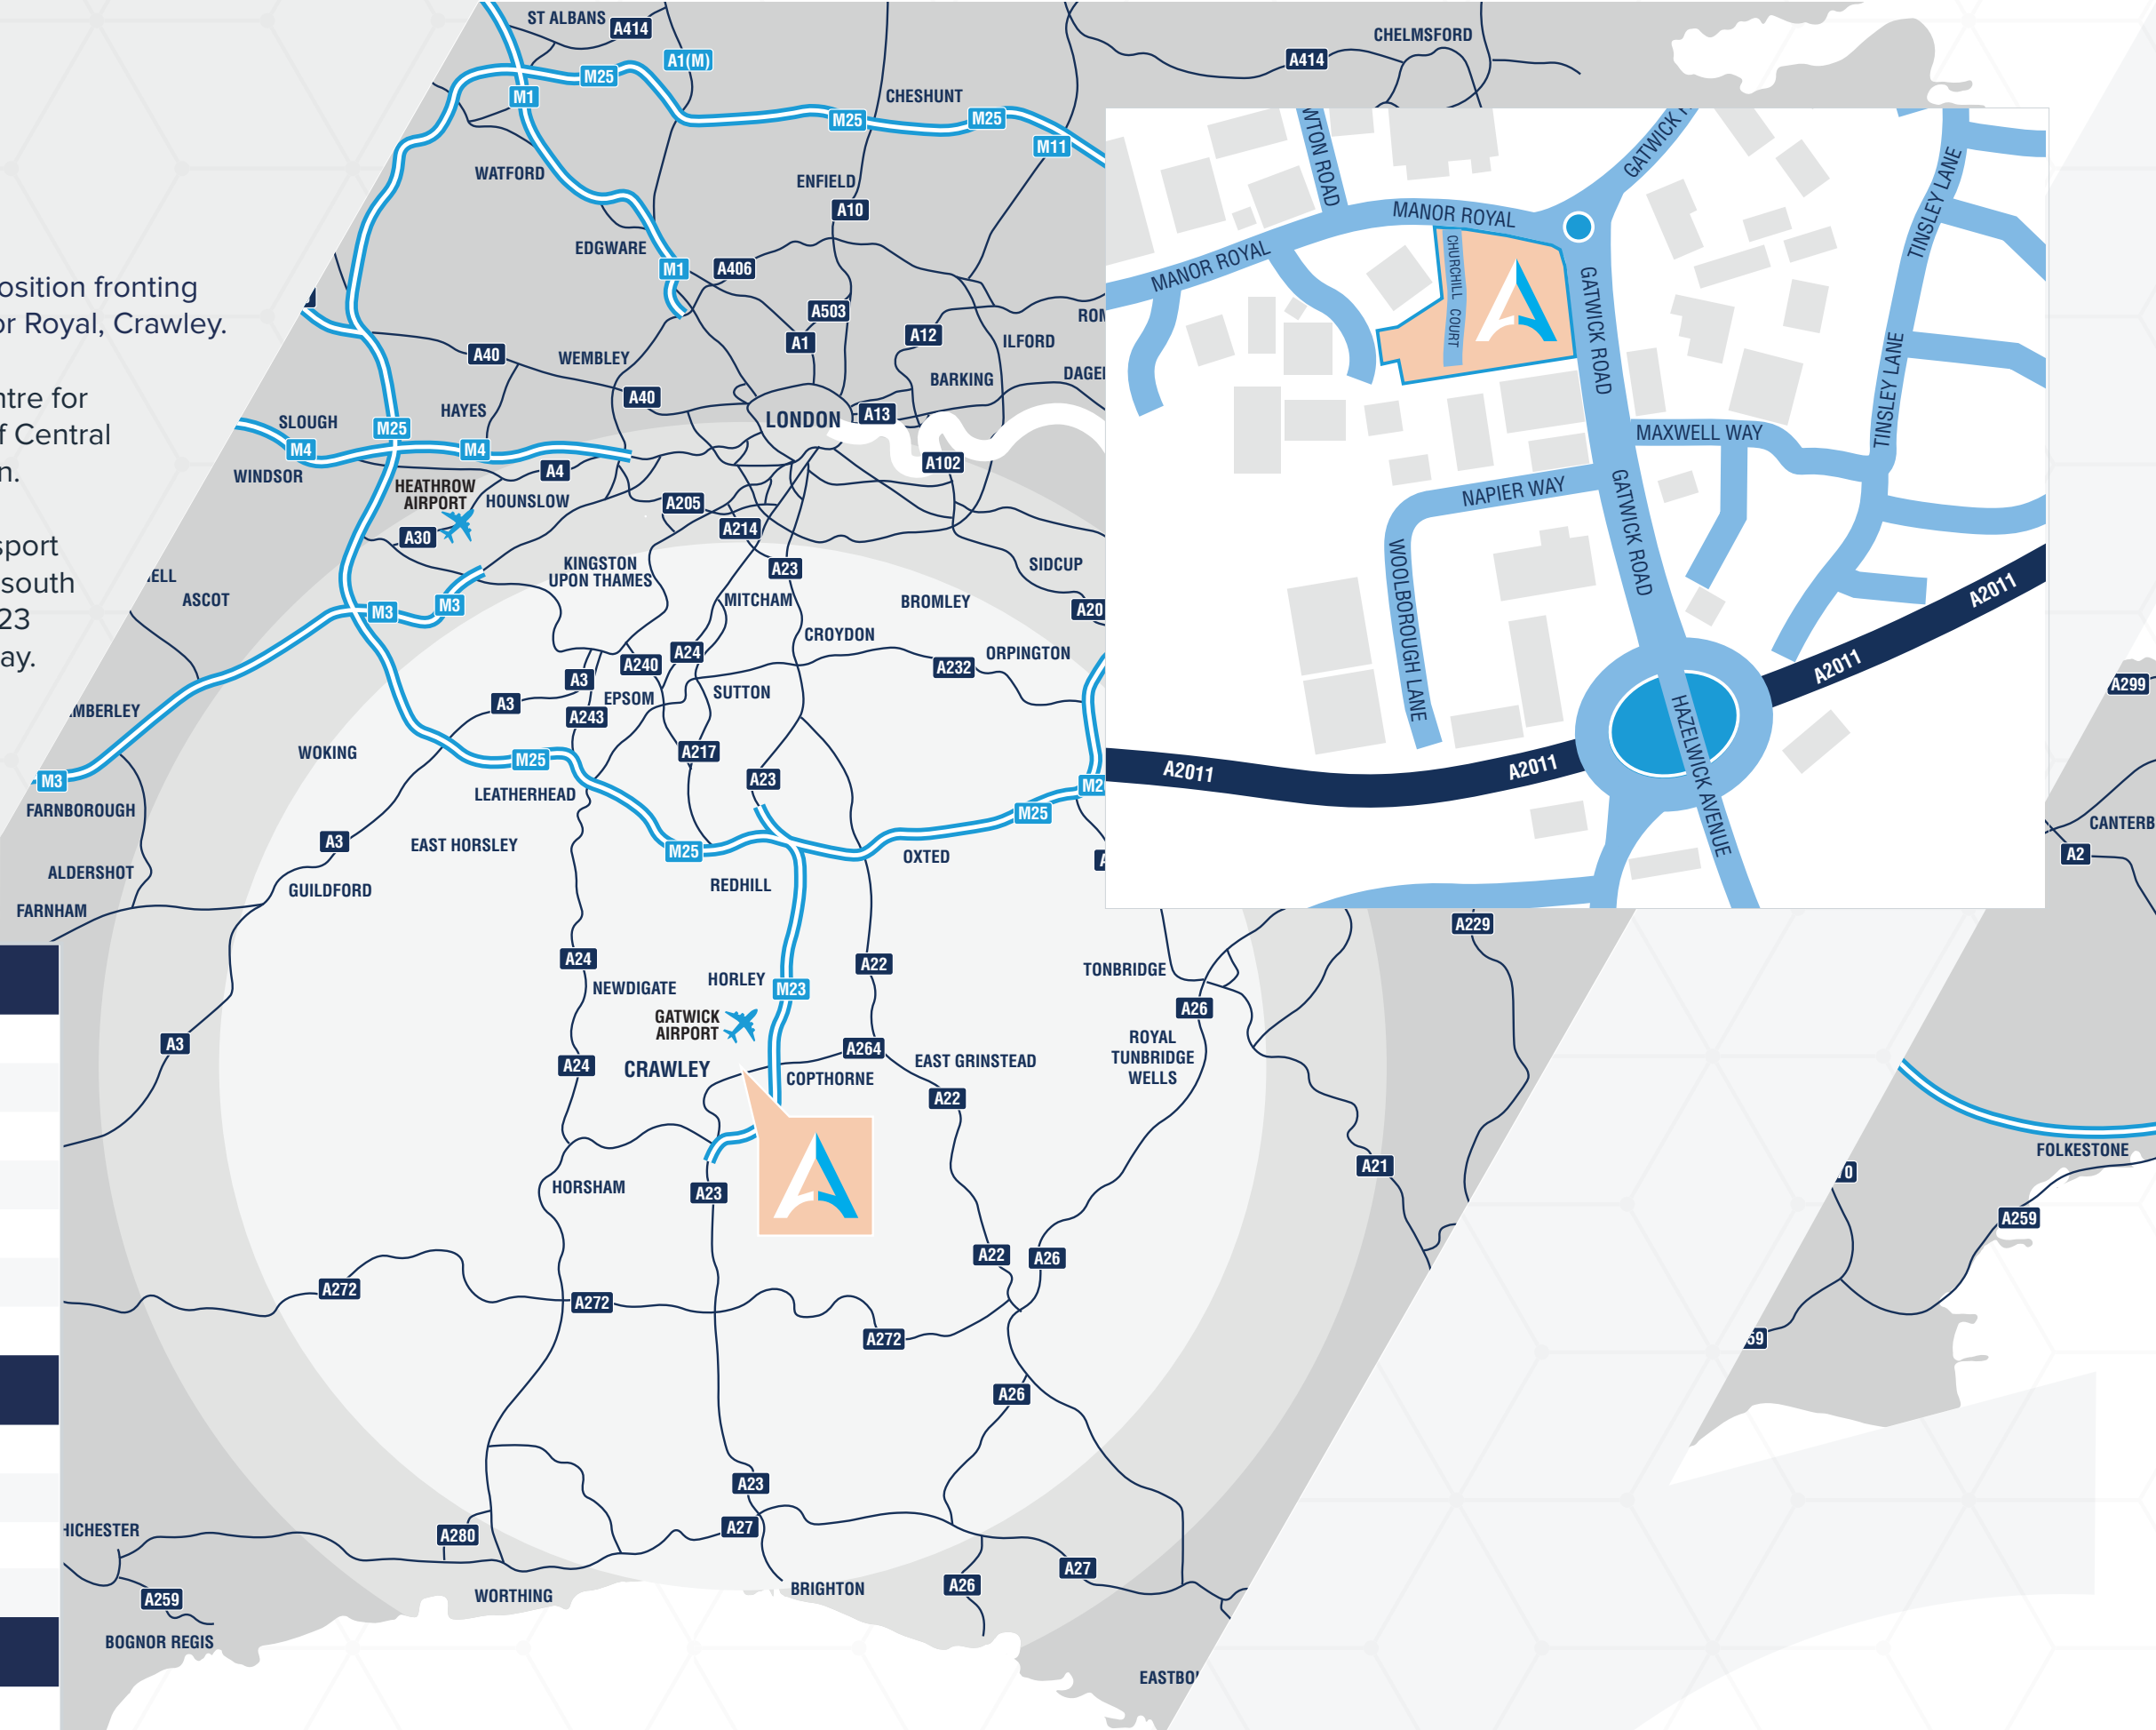 osition fronting
or Royal, Crawley.
ntre for
f Central
n.
sport
south
23
ay.
ST ALBANS
A414
A1(M)
M25
M1
CHELMSFORD
A414
CHESHUNT
M25
M25
M11
WATFORD
ENFIELD
A10
EDGWARE
M1
A406
A503
A1
A12
ILFORD
A40
WEMBLEY
BARKING
A40
HAYES
SLOUGH
M25
LONDON
A13
M4
M4
WINDSOR
A4
A102
HEATHROW
AIRPORT
HOUNSLOW
A205
A30
A214
KINGSTON
UPON THAMES
A23
SIDCUP
ASCOT
M3
M3
MITCHAM
BROMLEY
A20
CROYDON
A24
A240
A232
ORPINGTON
A3
EPSOM
SUTTON
A3
A243
MBERLEY
WOKING
M25
A217
A23
M3
LEATHERHEAD
M25
FARNBOROUGH
A3
EAST HORSLEY
M25
OXTED
ALDERSHOT
GUILDFORD
REDHILL
FARNHAM
A24
A22
NEWDIGATE
HORLEY
M23
GATWICK
AIRPORT
A3
A264
A24
CRAWLEY
COPTHORNE
EAST GRINSTEAD
A22
TONBRIDGE
A26
ROYAL
TUNBRIDGE
WELLS
A229
A21
HORSHAM
A23
A22
A26
A272
A272
A272
A26
A23
A27
A280
HICHESTER
A27
A259
WORTHING
BRIGHTON
A26
BOGNOR REGIS
EASTBO
WTON ROAD
GATWICK
MANOR ROYAL
MANOR ROYAL
CHURCHILL COURT
GATWICK ROAD
TINSLEY LANE
TINSLEY LANE
MAXWELL WAY
NAPIER WAY
GATWICK ROAD
WOOLBOROUGH LANE
A2011
A2011
A2011
A2011
HAZELWICK AVENUE
A299
CANTERB
A2
FOLKESTONE
A259
59